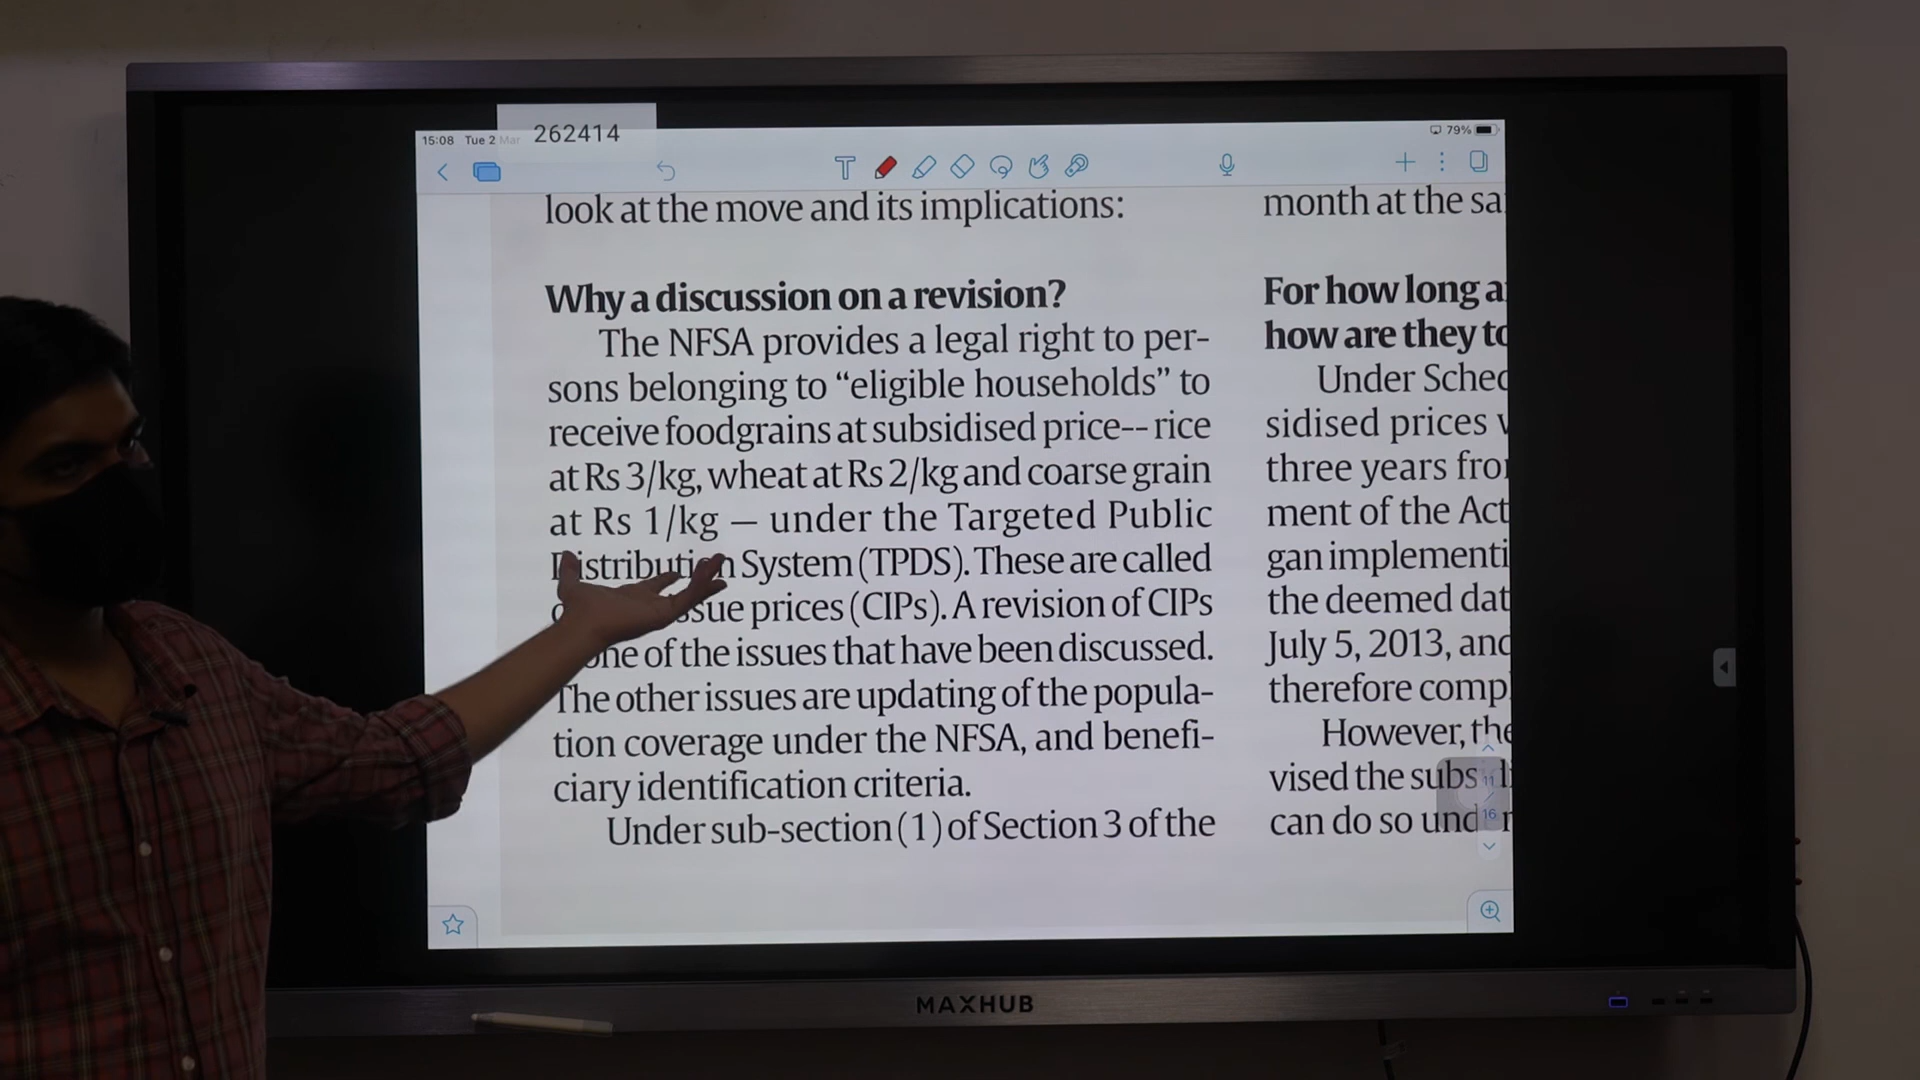 262414
15:08 Tue 2 Mar
79%
look at the move and its implications:
Why a discussion on a revision?
The NFSA provides a legal right to per-
sons belonging to “eligible households” to
receive foodgrains at subsidised price-- rice
at Rs 3/kg, wheat at Rs 2/kg and coarse grain
at Rs 1/kg — under the Targeted Public
Distribution System (TPDS). These are called
prices (CIPs). A revision of CIPs
one of the issues that have been discussed.
The other issues are updating of the popula-
tion coverage under the NFSA, and benefi-
ciary identification criteria.
Under sub-section (1) of Section 3 of the
month at the sa
For how long a
how are they to
Under Sched
sidised prices
three years fro
ment of the Act
gan implementi
the deemed dat
July 5, 2013, and
therefore comp
However, the
vised the subsidi
can do so und
11
16
MAXHUB